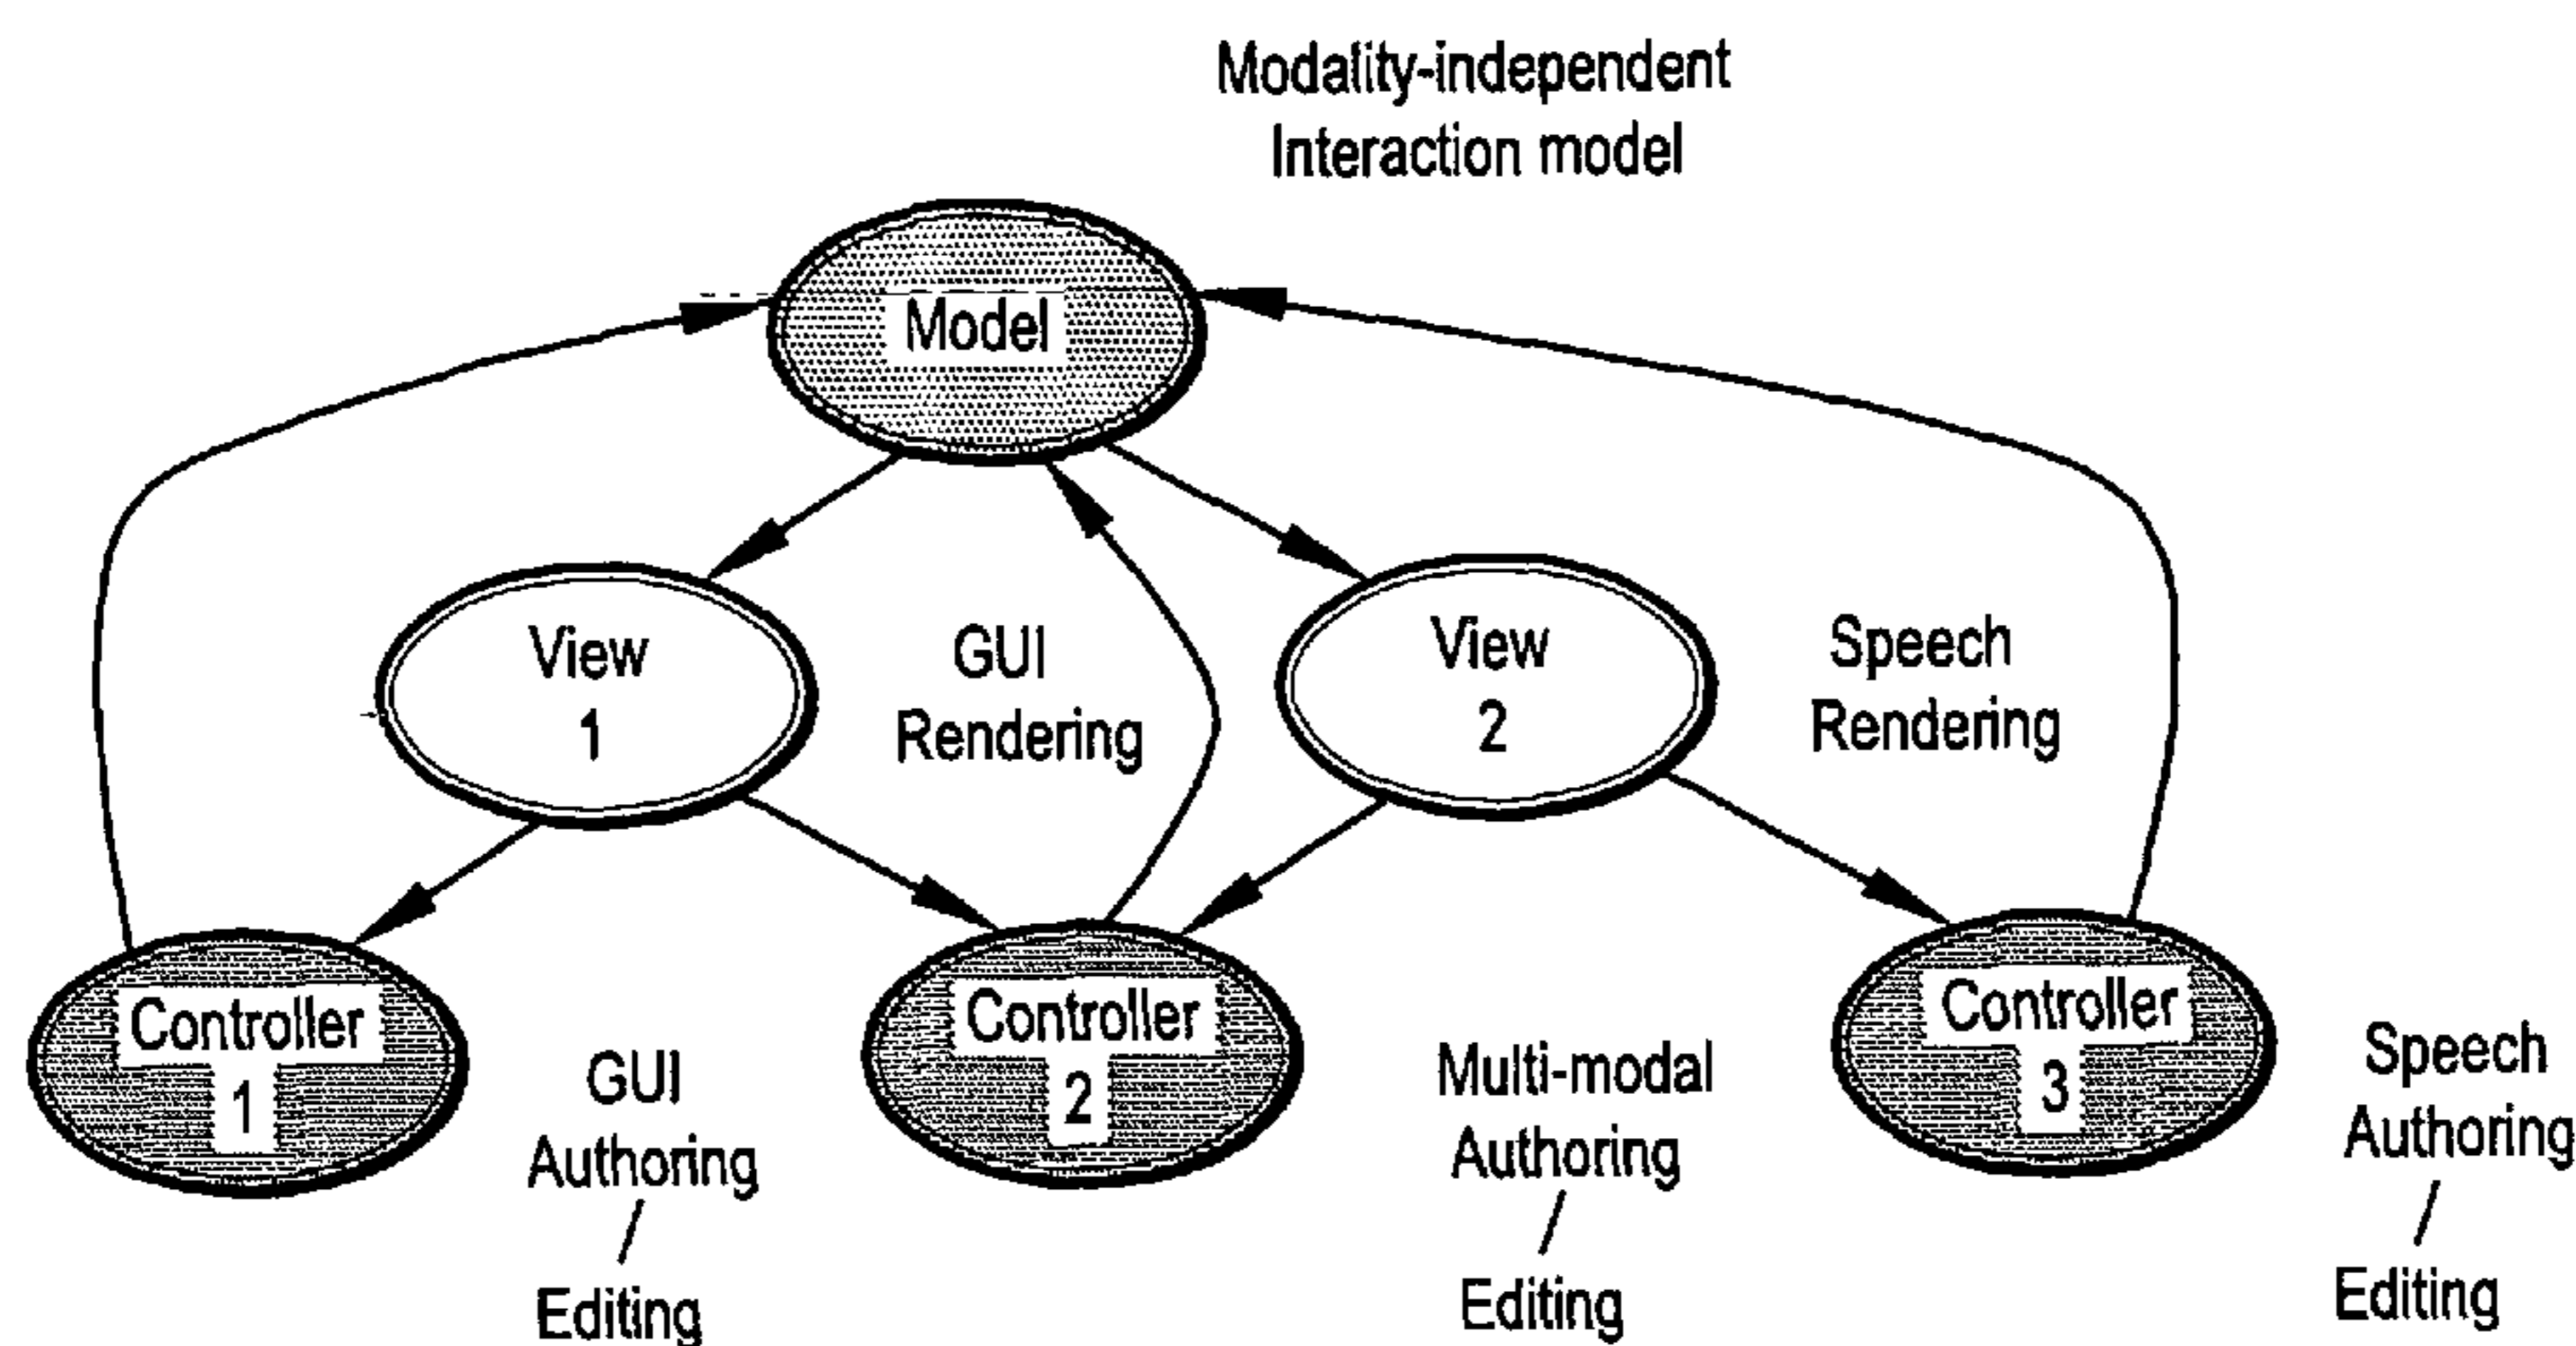 Modality-independent
Interaction model
Model
View
1
GUI
Rendering
View
2
Speech
Rendering
Controller
1
GUI
Authoring
/
Editing
Controller
2
Multi-modal
Authoring
/
Editing
Controller
3
Speech
Authoring
/
Editing